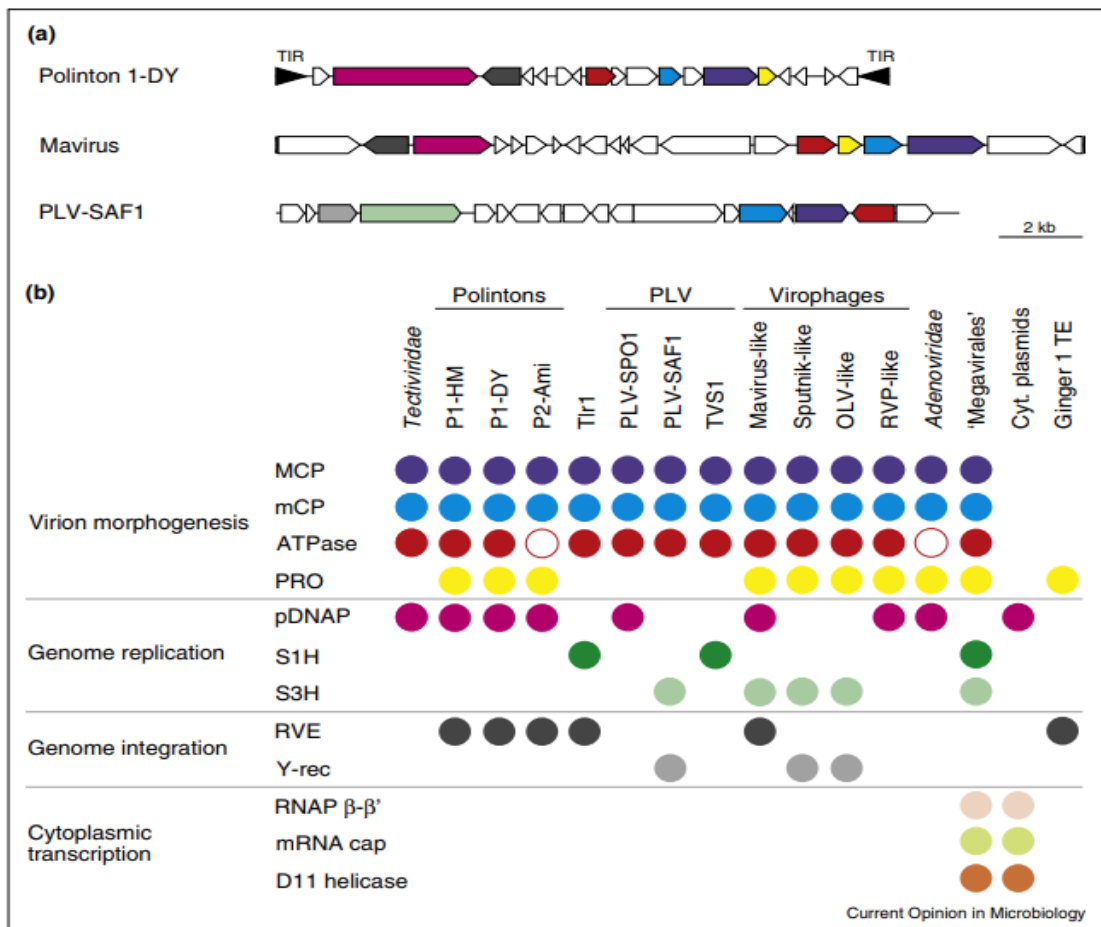 (a)
TIR TIR
Polinton 1-DY
Mavirus
PLV-SAF1
2 kb
(b)
Polintons PLV Virophages
Tectiviridae P1-HM P1-DY P2-Ami Tlr1 PLV-SPO1 PLV-SAF1 TVS1 Mavirus-like Sputnik-like OLV-like RVP-like Adenoviridae ‘Megavirales’ Cyt. plasmids Ginger 1 TE
MCP
mCP
Virion morphogenesis
ATPase
PRO
pDNAP
Genome replication
S1H
S3H
RVE
Genome integration
Y-rec
RNAP β-β’
Cytoplasmic
transcription
mRNA cap
D11 helicase
Current Opinion in Microbiology